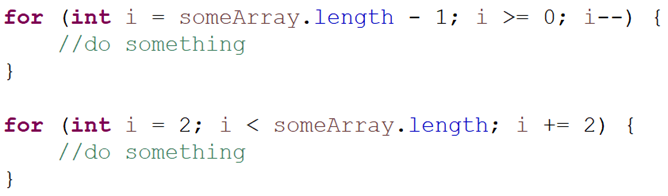 for (int i = someArray.length - 1; i >= 0; i--) {
    //do something
}

for (int i = 2; i < someArray.length; i += 2) {
    //do something
}